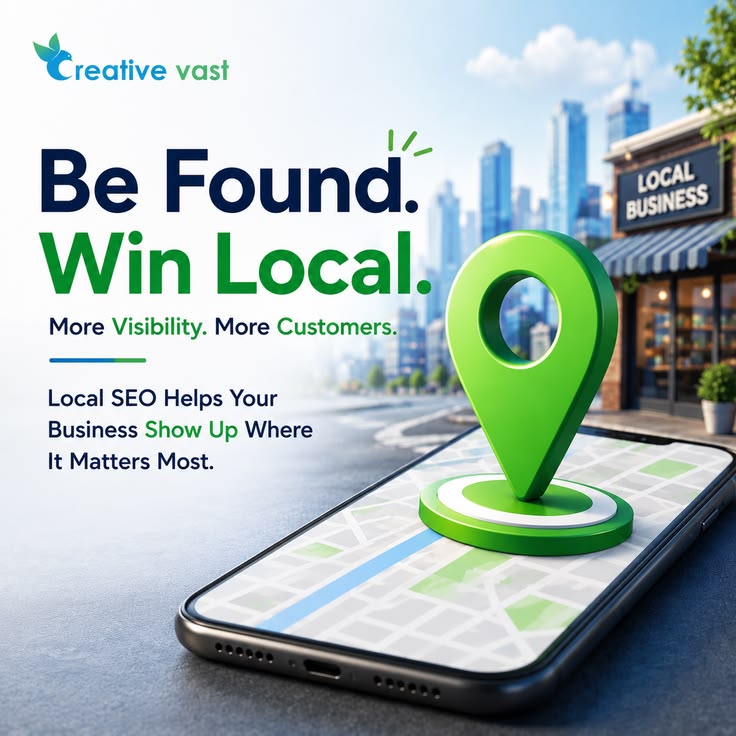 Creative vast
Be Found.
Win Local.
More Visibility. More Customers.
Local SEO Helps Your
Business Show Up Where
It Matters Most.
LOCAL
BUSINESS